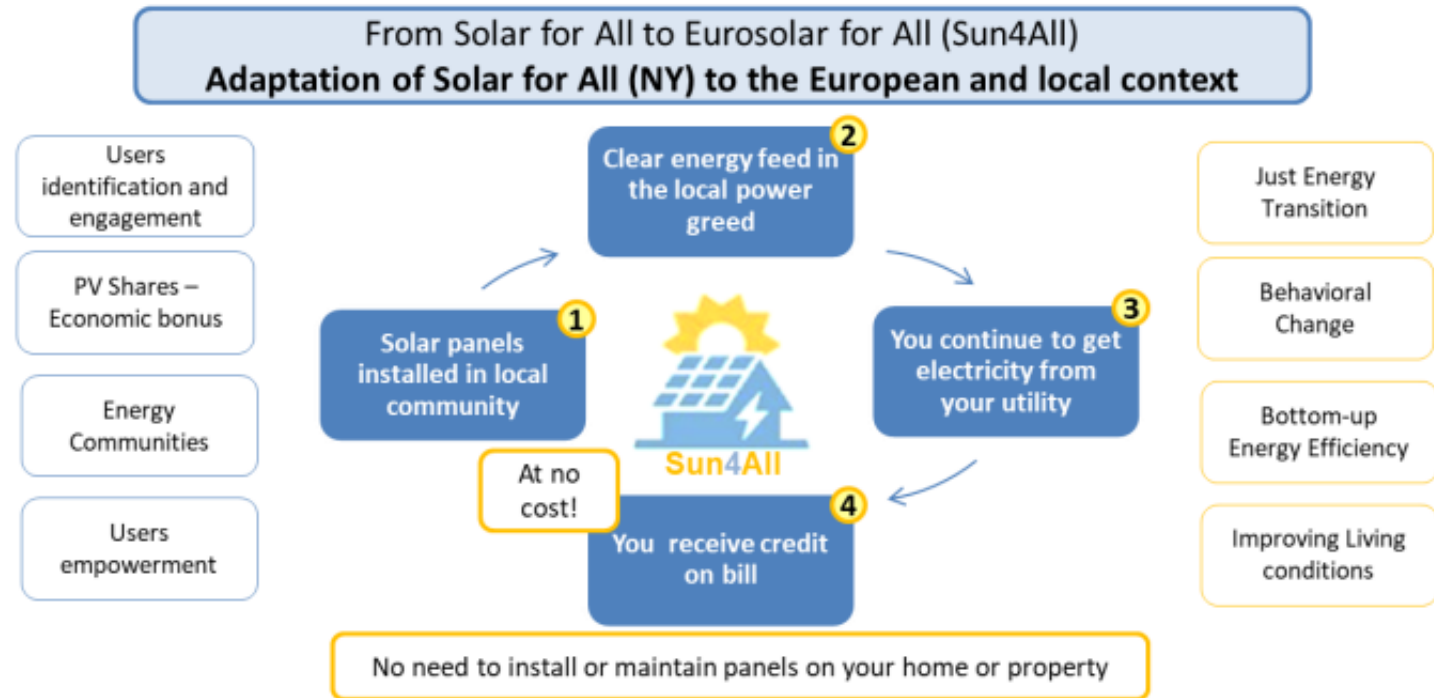 From Solar for All to Eurosolar for All (Sun4All)
Adaptation of Solar for All (NY) to the European and local context
Users
identification and
engagement
PV Shares –
Economic bonus
Energy
Communities
Users
empowerment
1
Solar panels
installed in local
community
2
Clear energy feed in
the local power
greed
3
You continue to get
electricity from
your utility
4
You receive credit
on bill
At no
cost!
Sun4All
Just Energy
Transition
Behavioral
Change
Bottom-up
Energy Efficiency
Improving Living
conditions
No need to install or maintain panels on your home or property